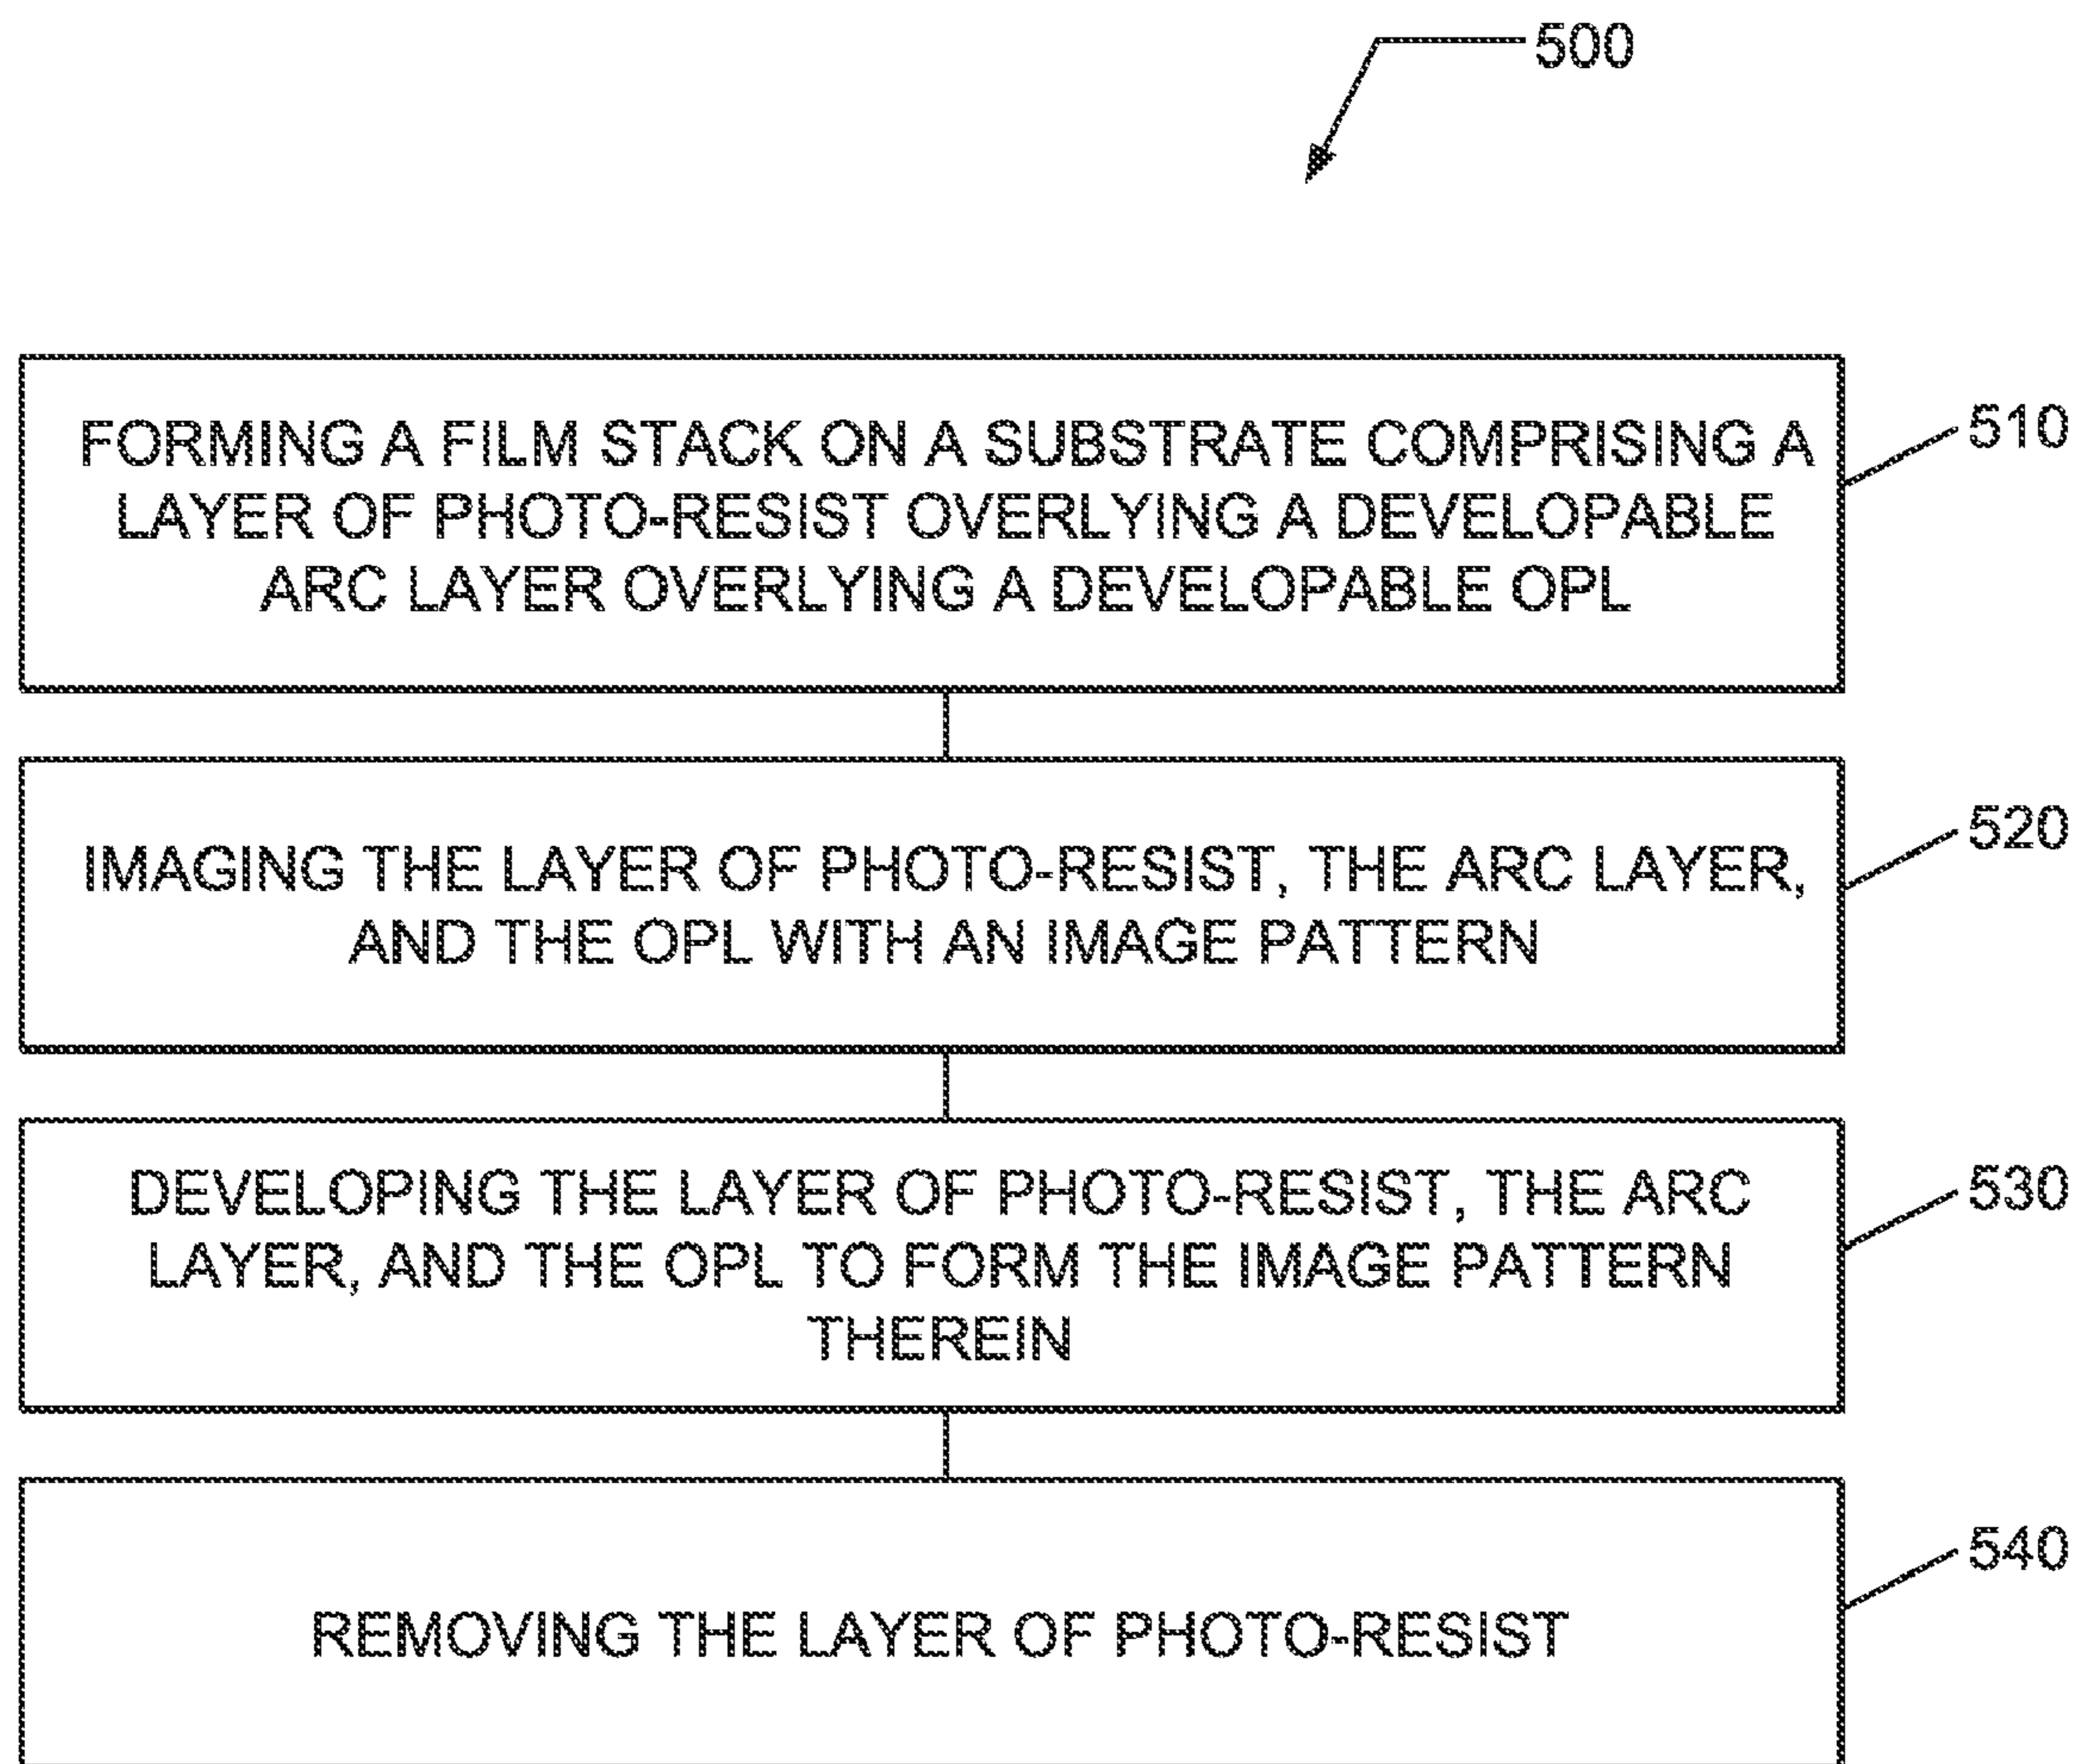 500
FORMING A FILM STACK ON A SUBSTRATE COMPRISING A
LAYER OF PHOTO-RESIST OVERLYING A DEVELOPABLE
ARC LAYER OVERLYING A DEVELOPABLE OPL
510
IMAGING THE LAYER OF PHOTO-RESIST, THE ARC LAYER,
AND THE OPL WITH AN IMAGE PATTERN
520
DEVELOPING THE LAYER OF PHOTO-RESIST, THE ARC
LAYER, AND THE OPL TO FORM THE IMAGE PATTERN
THEREIN
530
REMOVING THE LAYER OF PHOTO-RESIST
540